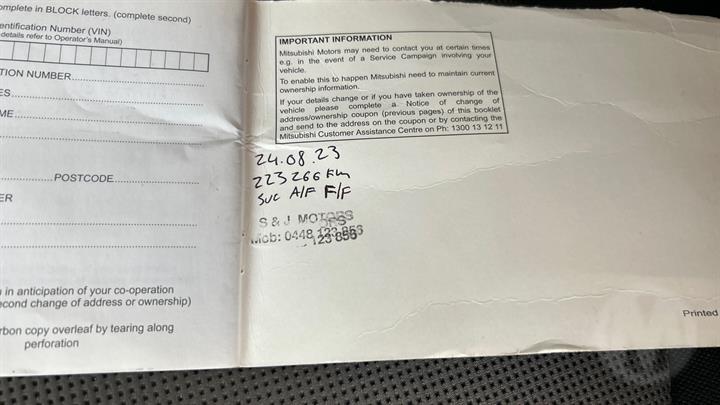 omplete in BLOCK letters. (complete second)
entification Number (VIN)
details refer to Operator's Manual)
TION NUMBER
ES
ME
POSTCODE
ER
in anticipation of your co-operation
econd change of address or ownership)
rbon copy overleaf by tearing along
perforation
IMPORTANT INFORMATION
Mitsubishi Motors may need to contact you at certain times
e.g. in the event of a Service Campaign involving your
vehicle.
To enable this to happen Mitsubishi need to maintain current
ownership information.
If your details change or if you have taken ownership of the
vehicle please complete a Notice of change of
address/ownership coupon (previous pages) of this booklet
and send to the address on the coupon or by contacting the
Mitsubishi Customer Assistance Centre on Ph: 1300 13 12 11
24.08.23
223266 Km
SVC A/F F/F
S & J MOTORS
Mob: 0448 123 856
123 856
Printed